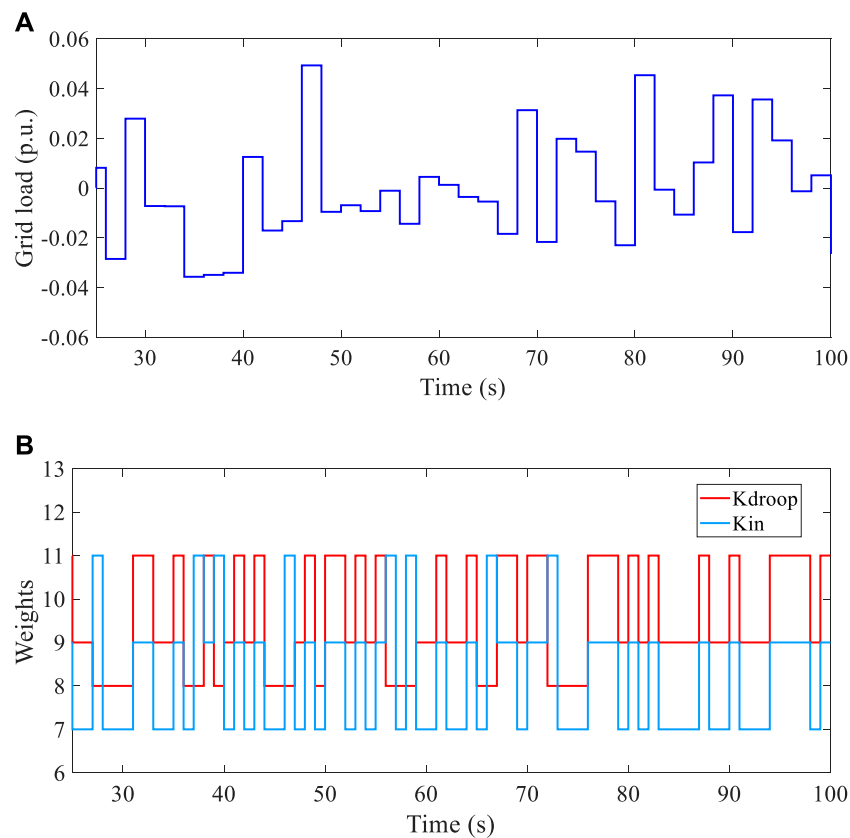 A
0.06
0.04
0.02
0
-0.02
-0.04
-0.06
Grid load (p.u.)
30 40 50 60 70 80 90 100
Time (s)
B
13
12
11
10
9
8
7
6
Weights
Kdroop
Kin
30 40 50 60 70 80 90 100
Time (s)